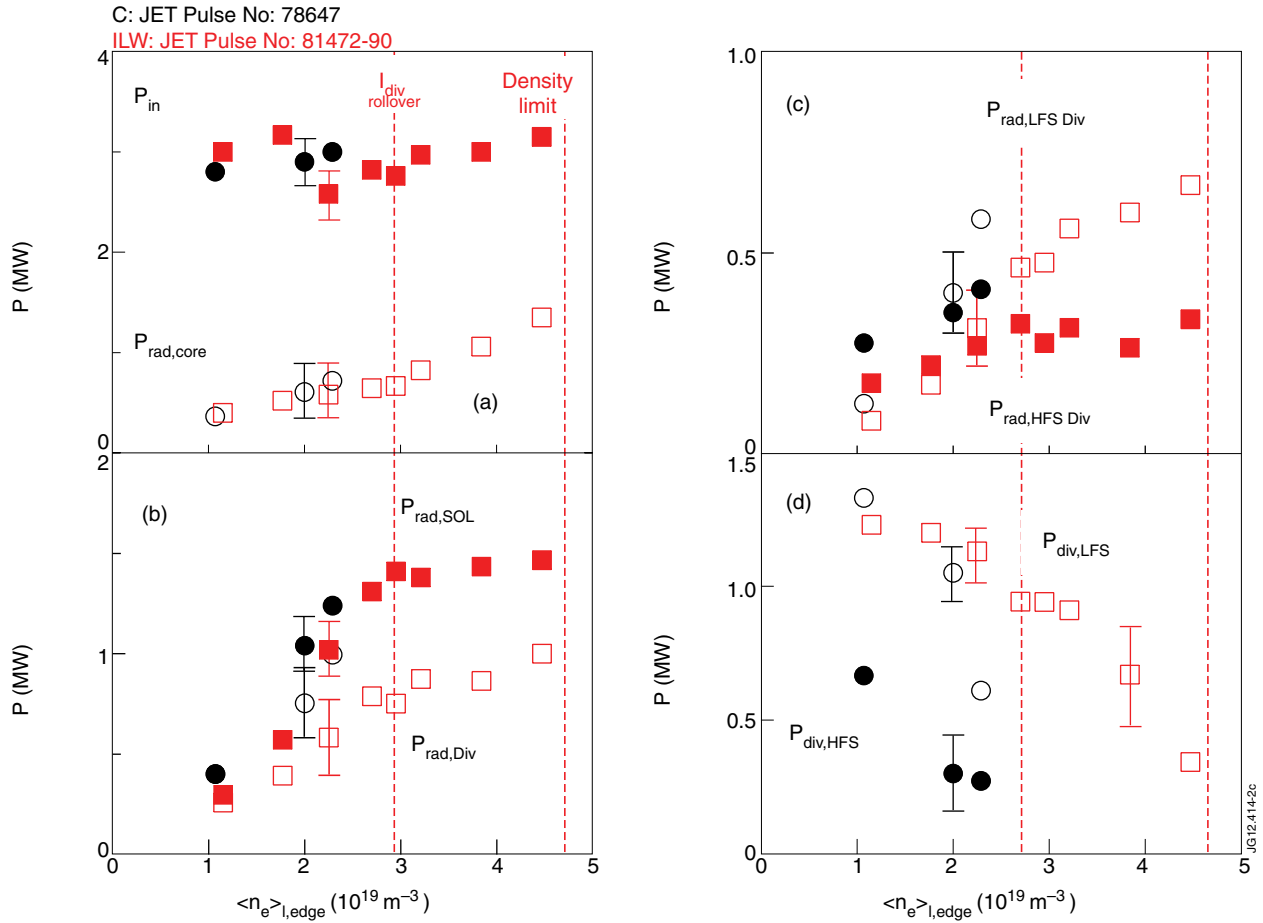 C: JET Pulse No: 78647
ILW: JET Pulse No: 81472-90
4
P_in
I_div rollover
Density
limit
2
P (MW)
P_rad,core
(a)
0
2
(b)
P_rad,SOL
1
P (MW)
P_rad,Div
0
0 1 2 3 4 5
<n_e>_l,edge (10^19 m^–3)
1.0
(c)
P_rad,LFS Div
0.5
P (MW)
P_rad,HFS Div
0
1.5
(d)
P_div,LFS
1.0
P (MW)
0.5
P_div,HFS
0
0 1 2 3 4 5
<n_e>_l,edge (10^19 m^–3)
JG12.414-2c